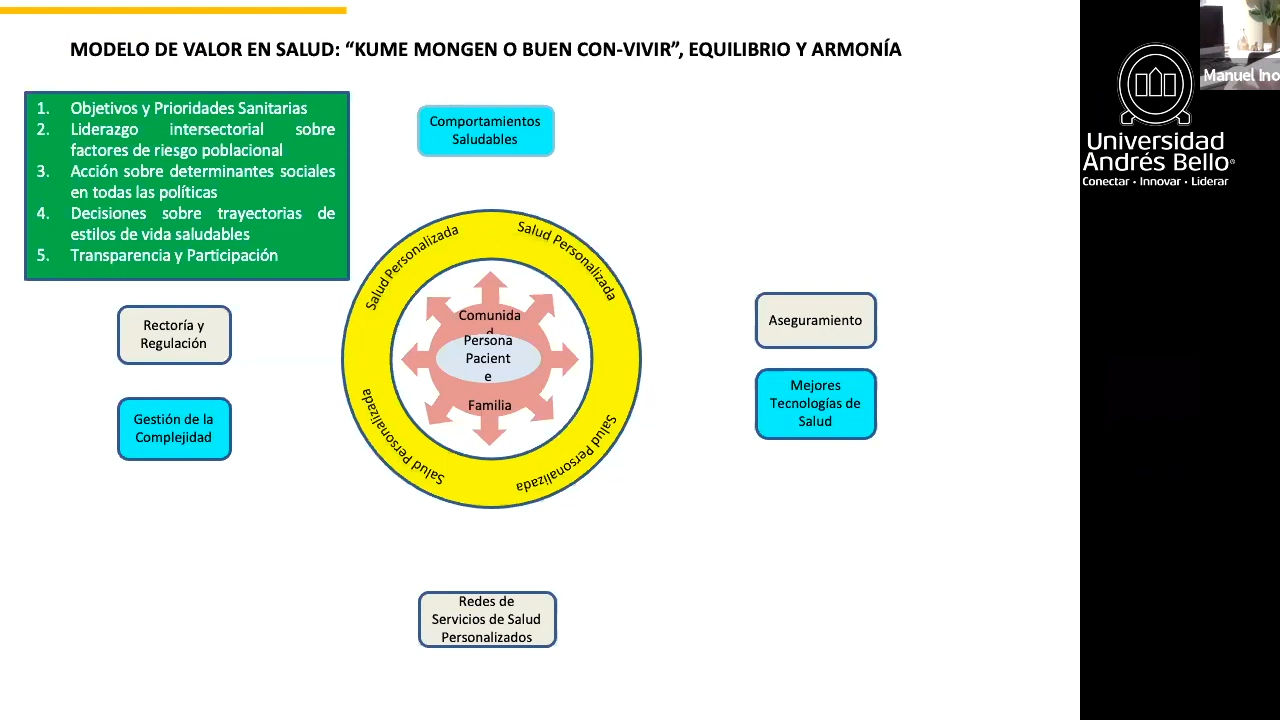 MODELO DE VALOR EN SALUD: “KUME MONGEN O BUEN CON-VIVIR”, EQUILIBRIO Y ARMONÍA
1. Objetivos y Prioridades Sanitarias
2. Liderazgo intersectorial sobre
factores de riesgo poblacional
3. Acción sobre determinantes sociales
en todas las políticas
4. Decisiones sobre trayectorias de
estilos de vida saludables
5. Transparencia y Participación
Comportamientos
Saludables
Rectoría y
Regulación
Gestión de la
Complejidad
Salud Personalizada
Salud Personalizada
Salud Personalizada
Salud Personalizada
Comunida
d
Persona
Pacient
e
Familia
Aseguramiento
Mejores
Tecnologías de
Salud
Redes de
Servicios de Salud
Personalizados
Manuel Ino
Universidad
Andrés Bello®
Conectar • Innovar • Liderar